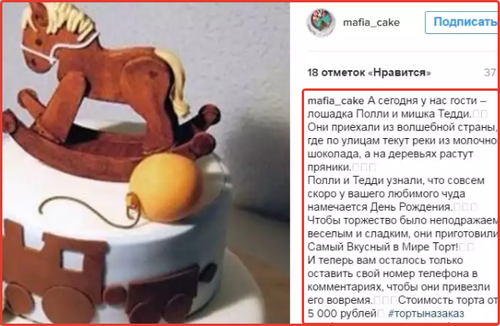 mafia_cake
Подписать
18 отметок «Нравится»
37
mafia_cake А сегодня у нас гости –
лошадка Полли и мишка Тедди.
Они приехали из волшебной страны,
где по улицам текут реки из молочно
шоколада, а на деревьях растут
пряники.
Полли и Тедди узнали, что совсем
скоро у вашего любимого чуда
намечается День Рождения.
Чтобы торжество было неподражаем
веселым и сладким, они приготовили
Самый Вкусный в Мире Торт!
И теперь вам осталось только
оставить свой номер телефона в
комментариях, чтобы они привезли
его вовремя. Стоимость торта от
5 000 рублей #тортыназаказ